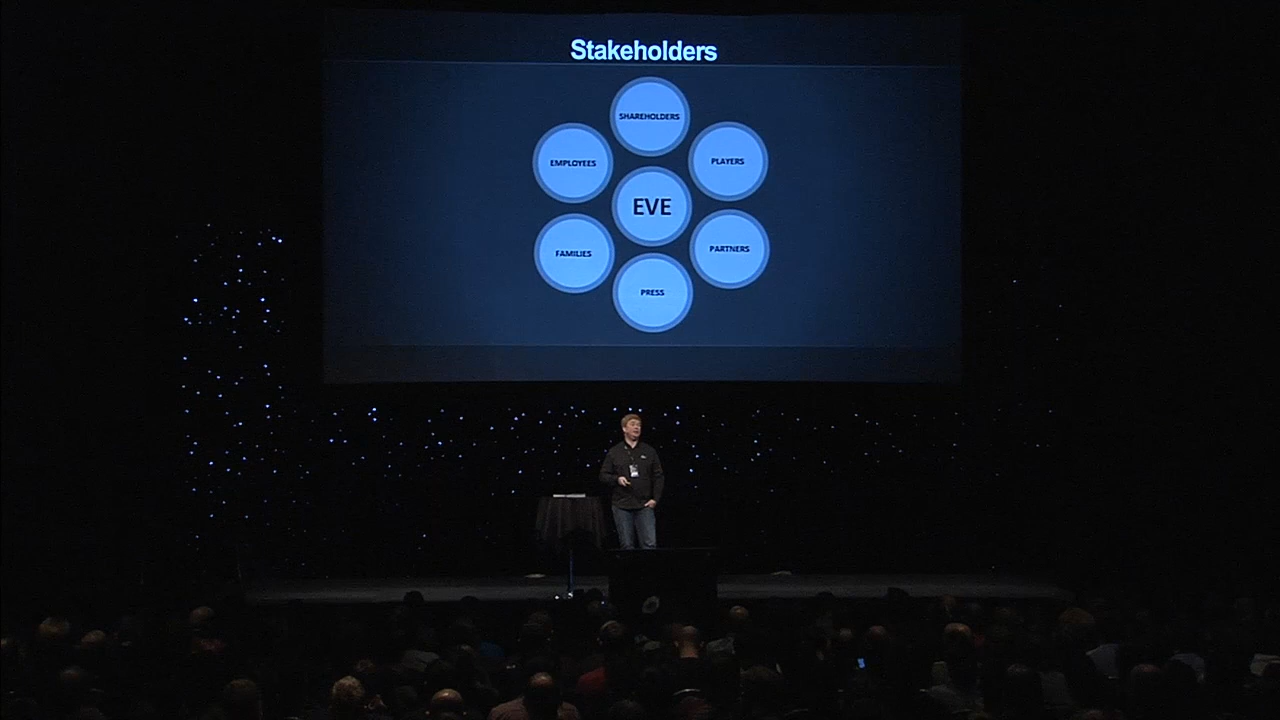 Stakeholders
SHAREHOLDERS
EMPLOYEES
PLAYERS
EVE
FAMILIES
PARTNERS
PRESS